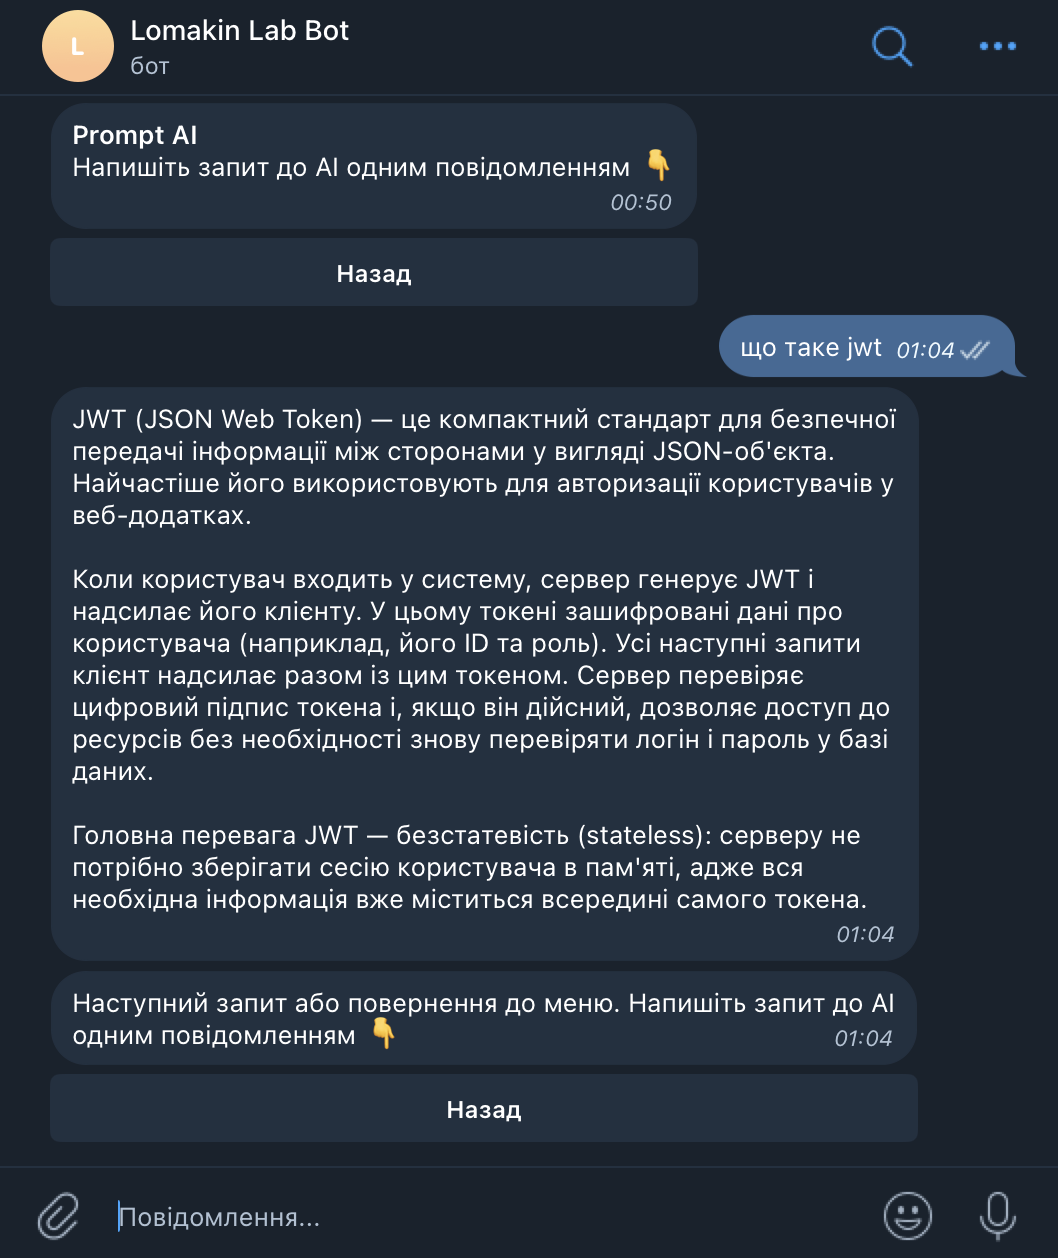 L
Lomakin Lab Bot
бот
Prompt AI
Напишіть запит до AI одним повідомленням 👇
00:50
Назад
що таке jwt 01:04
JWT (JSON Web Token) — це компактний стандарт для безпечної
передачі інформації між сторонами у вигляді JSON-об'єкта.
Найчастіше його використовують для авторизації користувачів у
веб-додатках.
Коли користувач входить у систему, сервер генерує JWT і
надсилає його клієнту. У цьому токені зашифровані дані про
користувача (наприклад, його ID та роль). Усі наступні запити
клієнт надсилає разом із цим токеном. Сервер перевіряє
цифровий підпис токена і, якщо він дійсний, дозволяє доступ до
ресурсів без необхідності знову перевіряти логін і пароль у базі
даних.
Головна перевага JWT — безстатевість (stateless): серверу не
потрібно зберігати сесію користувача в пам'яті, адже вся
необхідна інформація вже міститься всередині самого токена.
01:04
Наступний запит або повернення до меню. Напишіть запит до AI
одним повідомленням 👇 01:04
Назад
Повідомлення...